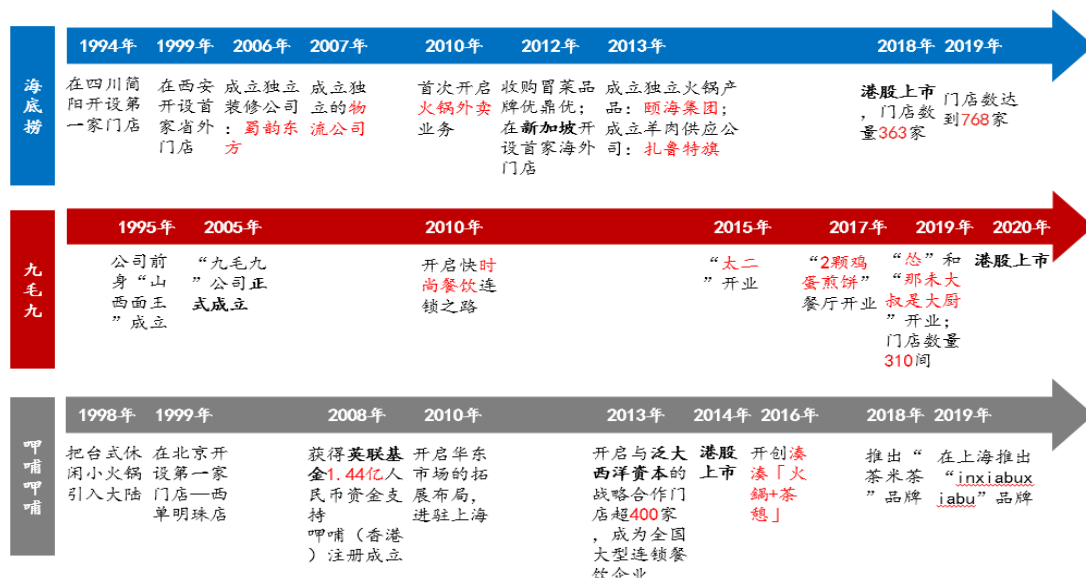 海底捞
1994年
在四川简
阳开设第
一家门店
1999年
在西安
开设首
家省外
门店
2006年
成立独立
装修公司
：蜀韵东
方
2007年
成立独
立的物
流公司
2010年
首次开启
火锅外卖
业务
2012年
收购冒菜品
牌优鼎优；
在新加坡开
设首家海外
门店
2013年
成立独立火锅产
品：颐海集团；
成立羊肉供应公
司：扎鲁特旗
2018年
港股上市
，门店数
量363家
2019年
门店数达
到768家
九毛九
1995年
公司前
身“山
西面王
”成立
2005年
“九毛九
”公司正
式成立
2010年
开启快时
尚餐饮连
锁之路
2015年
“太二
”开业
2017年
“2颗鸡
蛋煎饼”
餐厅开业
2019年
“怂”和
“那未大
叔是大厨
”开业；
门店数量
310间
2020年
港股上市
呷哺呷哺
1998年
把台式休
闲小火锅
引入大陆
1999年
在北京开
设第一家
门店—西
单明珠店
2008年
获得英联基
金1.44亿人
民币资金支
持
呷哺（香港
）注册成立
2010年
开启华东
市场的拓
展布局，
进驻上海
2013年
开启与泛大
西洋资本的
战略合作门
店超400家
，成为全国
大型连锁餐
饮企业
2014年
港股
上市
2016年
开创凑
凑「火
鍋+茶
憩」
2018年
推出“
茶米茶
”品牌
2019年
在上海推出
“inxiabux
iabu”品牌